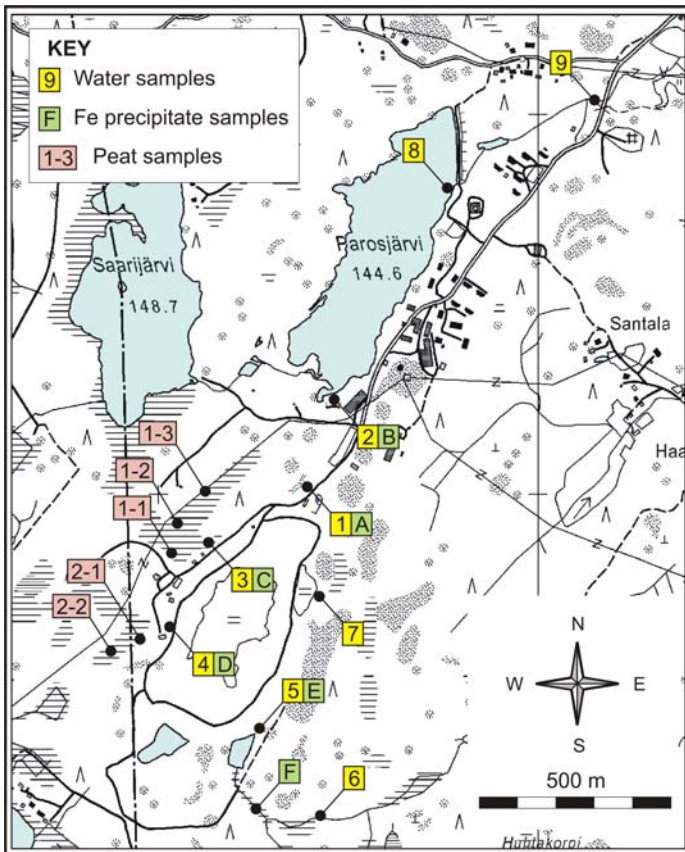 KEY
9 Water samples
F Fe precipitate samples
1-3 Peat samples
9
8
Parosjärvi
144.6
Saarijärvi
148.7
Santala
Haa
z
z
z
z
1-3
2 B
1-2
1-1
1 A
2-1
3 C
2-2
7
4 D
5 E
F
6
N
W E
S
500 m
Huhtakoroi